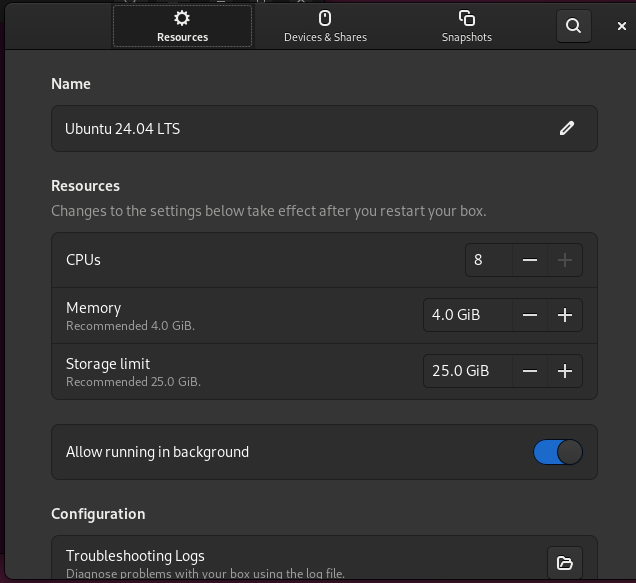 Resources
Devices & Shares
Snapshots
Name
Ubuntu 24.04 LTS
Resources
Changes to the settings below take effect after you restart your box.
CPUs
8
Memory
Recommended 4.0 GiB.
4.0 GiB
Storage limit
Recommended 25.0 GiB.
25.0 GiB
Allow running in background
Configuration
Troubleshooting Logs
Diagnose problems with your box using the log file.